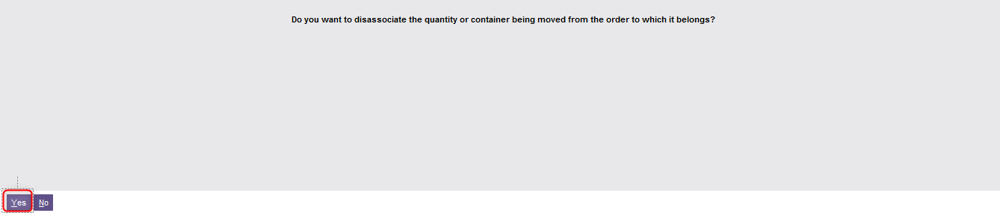 Do you want to disassociate the quantity or container being moved from the order to which it belongs?
Yes No